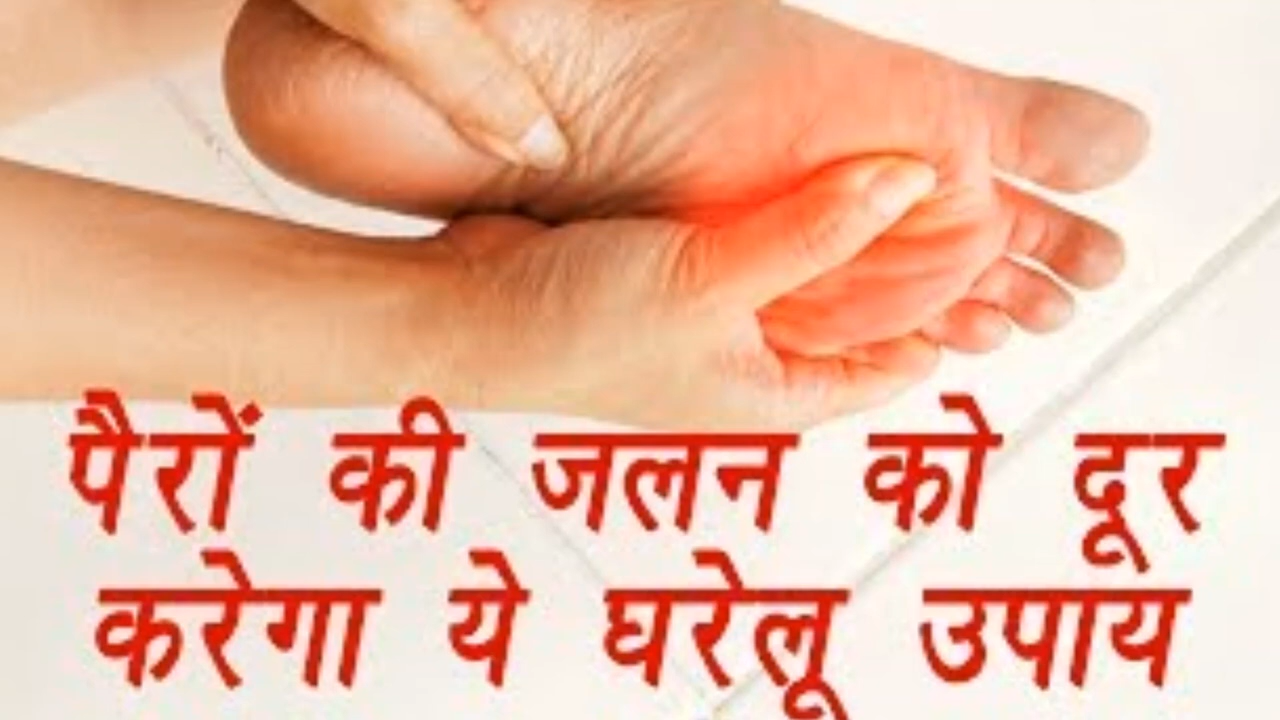 पैरों की जलन को दूर
करेगा ये घरेलू उपाय